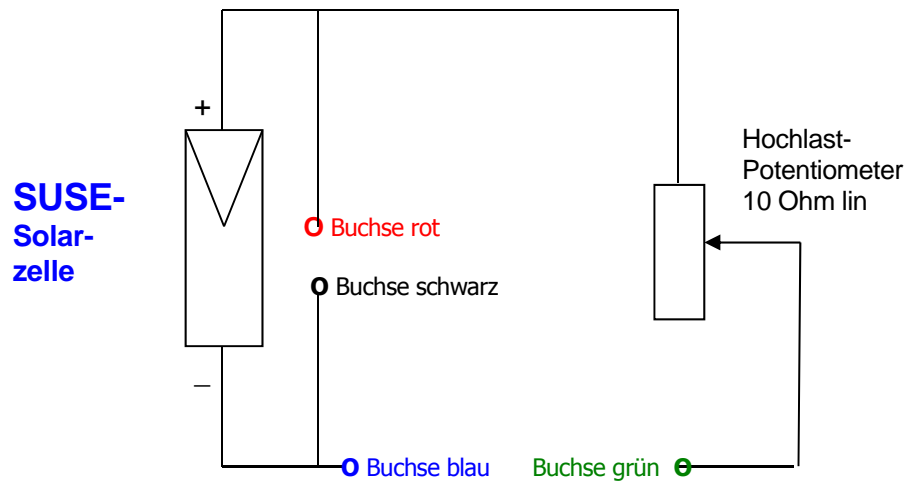 +
SUSE-
Solar-
zelle
–
O Buchse rot
O Buchse schwarz
O Buchse blau
Buchse grün O
Hochlast-
Potentiometer
10 Ohm lin